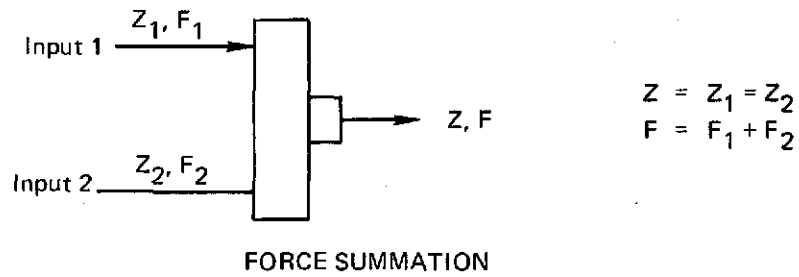 Z₁, F₁
Input 1
Z, F
Z = Z₁ = Z₂
F = F₁ + F₂
Z₂, F₂
Input 2
FORCE SUMMATION